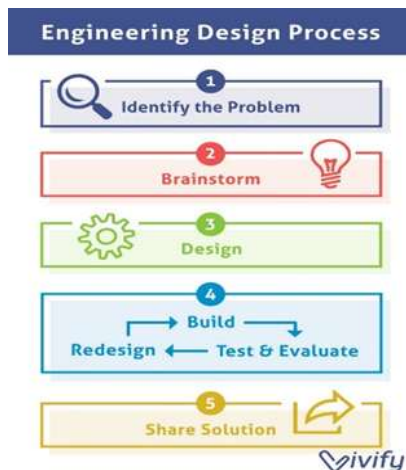 Engineering Design Process
1
Identify the Problem
2
Brainstorm
3
Design
4
Build
Redesign Test & Evaluate
5
Share Solution
Vivify